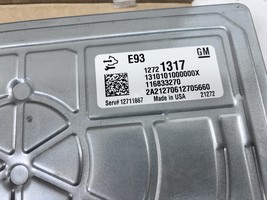 E93
GM
1272 1317
1310101000000X
116833270
2A21270612705660
Serv# 12711867 Made in USA 21272